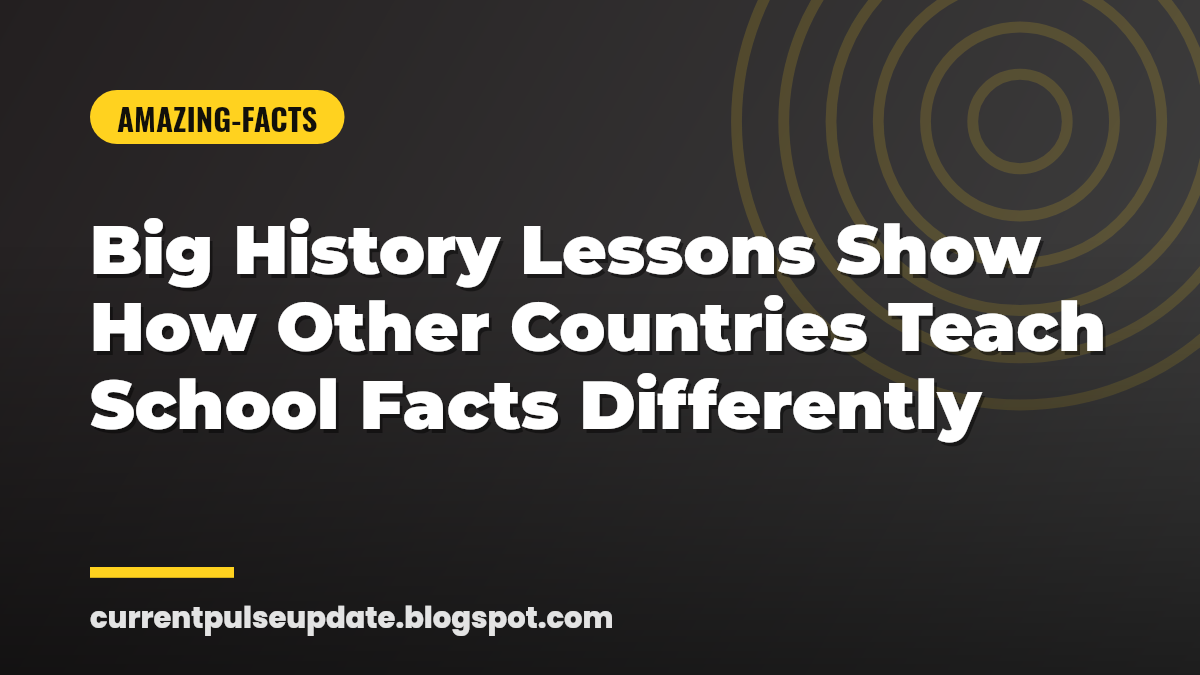 AMAZING-FACTS
Big History Lessons Show
How Other Countries Teach
School Facts Differently
currentpulseupdate.blogspot.com